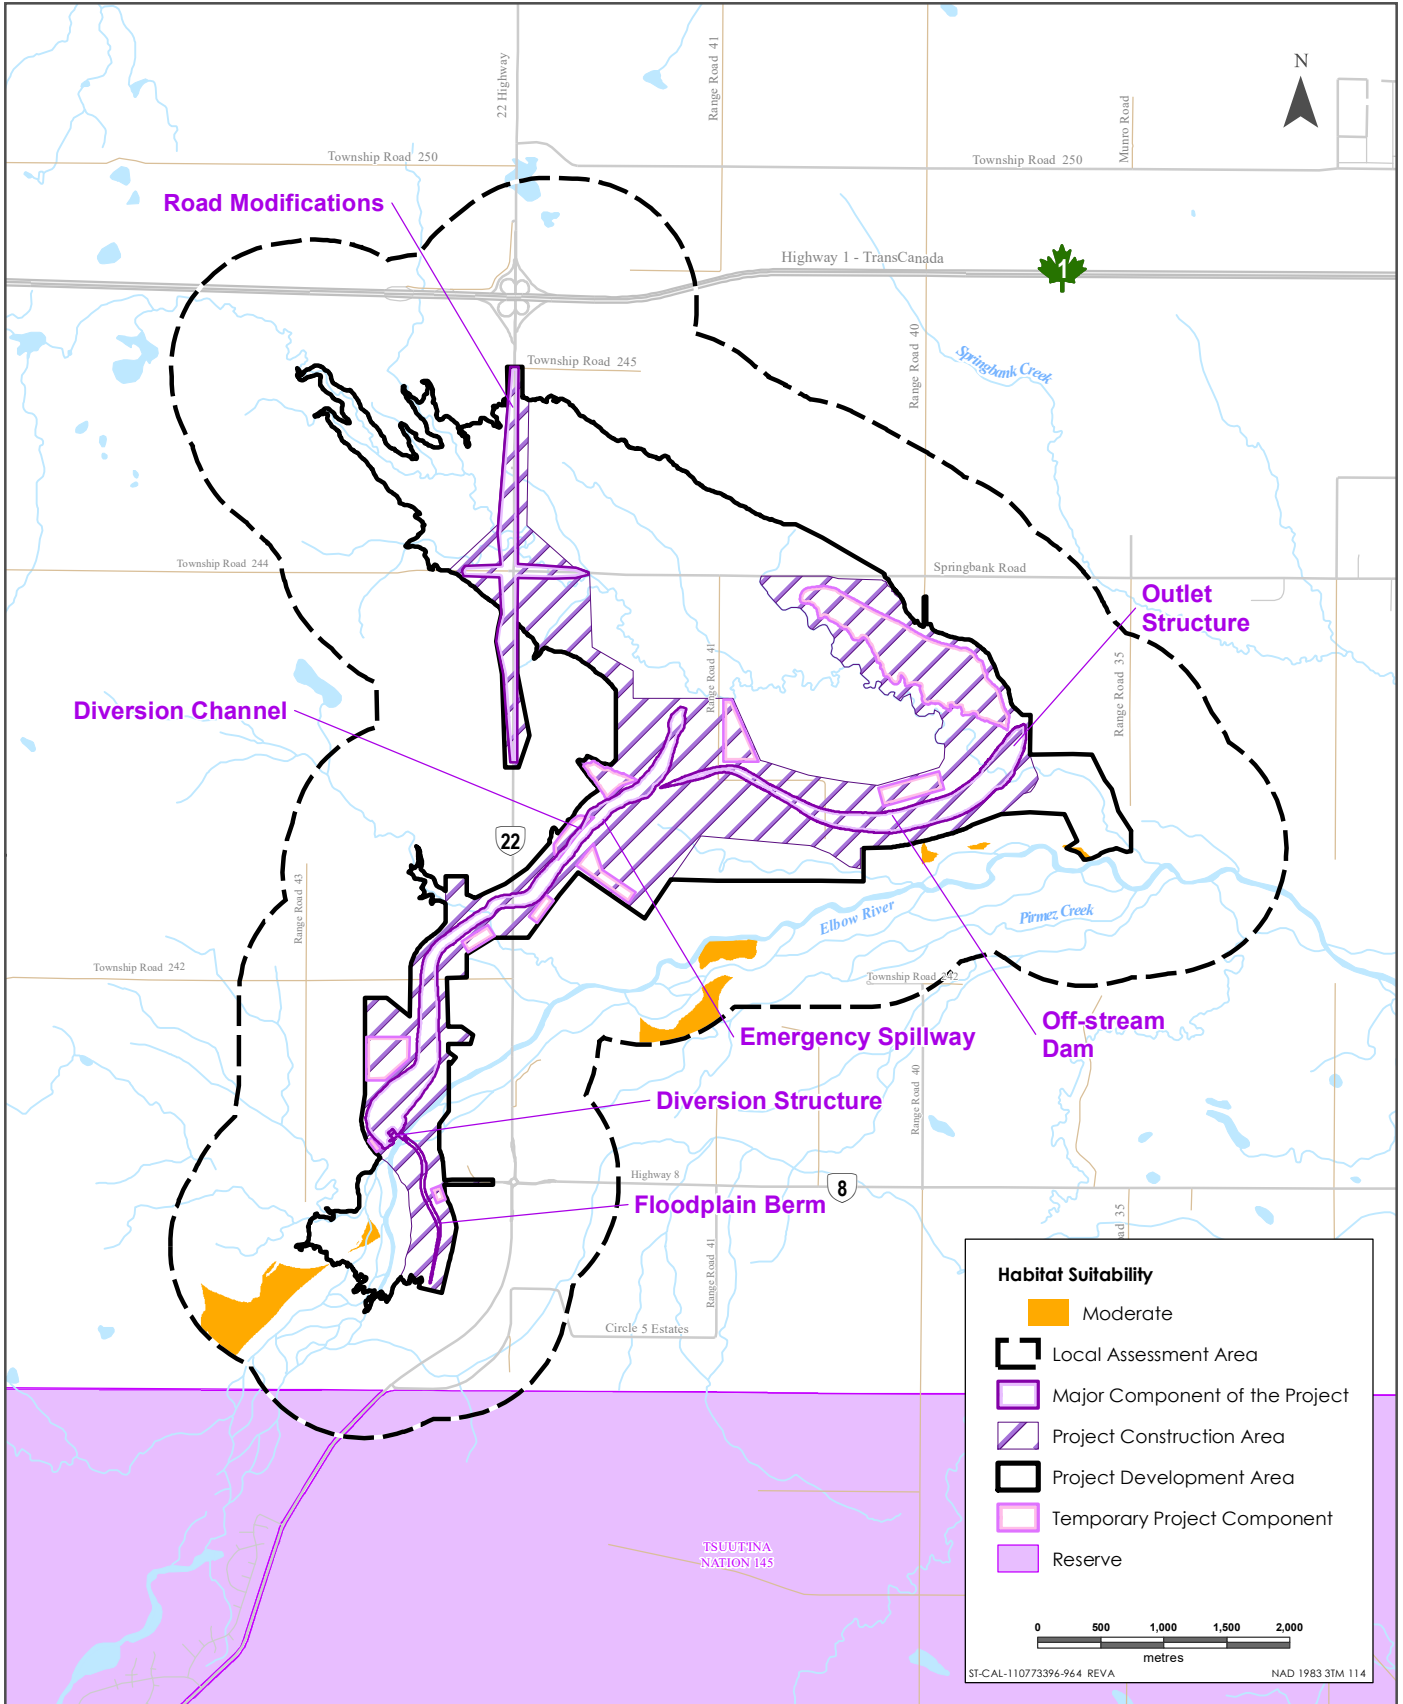 22 Highway
Range Road 41
Munro Road
N
Township Road 250
Township Road 250
Road Modifications
Highway 1 - TransCanada
1
Range Road 40
Springbank Creek
Township Road 245
Township Road 244
Springbank Road
Outlet
Structure
Range Road 41
Range Road 35
Diversion Channel
22
Range Road 43
Elbow River
Pirmez Creek
Township Road 242
Township Road 242
Emergency Spillway
Off-stream
Dam
Range Road 40
Diversion Structure
Highway 8
8
Floodplain Berm
Range Road 41
oad 35
Circle 5 Estates
TSUUT'INA
NATION 145
Habitat Suitability
Moderate
Local Assessment Area
Major Component of the Project
Project Construction Area
Project Development Area
Temporary Project Component
Reserve
0 500 1,000 1,500 2,000
metres
ST-CAL-110773396-964 REVA NAD 1983 3TM 114